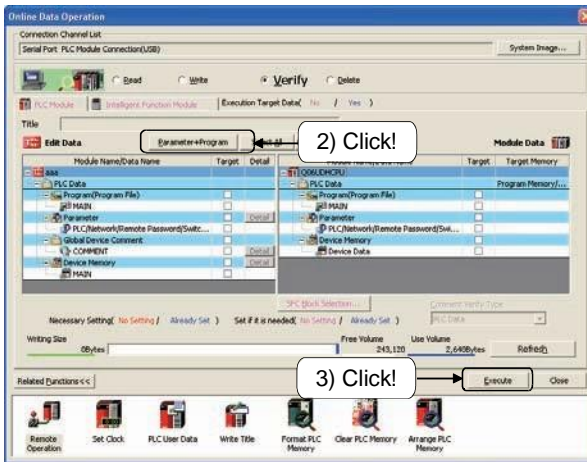 Online Data Operation
Connection Channel List
Serial Port PLC Module Connection(USB)
System Image...
Read
Write
Verify
Delete
PLC Module
Intelligent Function Module
Execution Target Data( No / Yes )
Title
Edit Data
Parameter+Program
2) Click!
Module Data
Module Name/Data Name
Target
Detail
Target
Target Memory
aaa
Q06UDHCPU
PLC Data
PLC Data
Program Memory/...
Program(Program File)
Program(Program File)
MAIN
MAIN
Parameter
Detail
Parameter
PLC/Network/Remote Password/Switc...
PLC/Network/Remote Password/Swi...
Global Device Comment
Device Memory
COMMENT
Detail
Device Data
Device Memory
Detail
MAIN
SFC Block Selection...
Comment Verify Type
PLC Data
Necessary Setting( No Setting / Already Set )
Set if it is needed( No Setting / Already Set )
Writing Size
0Bytes
Free Volume
243,120
Use Volume
2,648Bytes
Refresh
3) Click!
Related Functions<<
Execute
Close
Remote
Operation
Set Clock
PLC User Data
Write Title
Format PLC
Memory
Clear PLC Memory
Arrange PLC
Memory